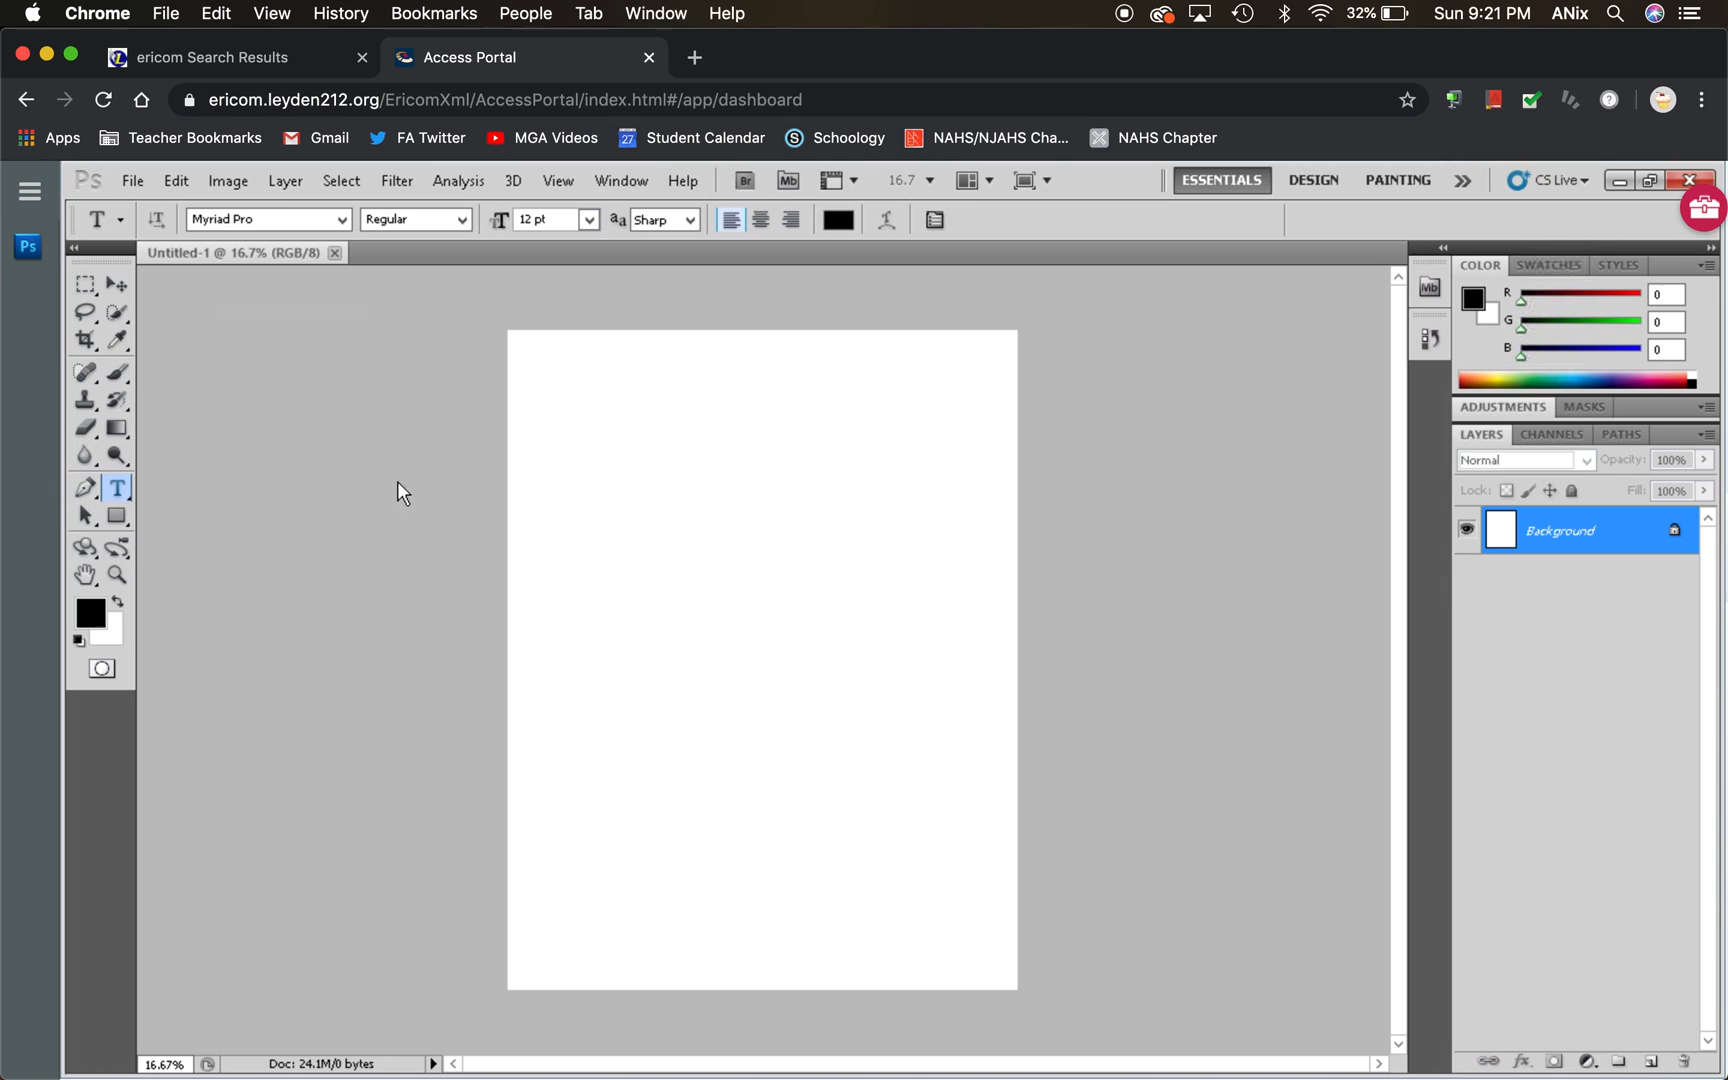 Chrome File Edit View History Bookmarks People Tab Window Help 32% Sun 9:21 PM ANix
ericom Search Results Access Portal
ericom.leyden212.org/EricomXml/AccessPortal/index.html#/app/dashboard
Apps Teacher Bookmarks Gmail FA Twitter MGA Videos 27 Student Calendar S Schoology NAHS/NJAHS Cha... NAHS Chapter
Ps File Edit Image Layer Select Filter Analysis 3D View Window Help Br Mb 16.7 ESSENTIALS DESIGN PAINTING CS Live
T Myriad Pro Regular 12 pt Sharp
Ps
Untitled-1 @ 16.7% (RGB/8)
COLOR SWATCHES STYLES
Mb
R 0
G 0
B 0
ADJUSTMENTS MASKS
LAYERS CHANNELS PATHS
Normal Opacity: 100%
Lock: Fill: 100%
Background
16.67% Doc: 24.1M/0 bytes